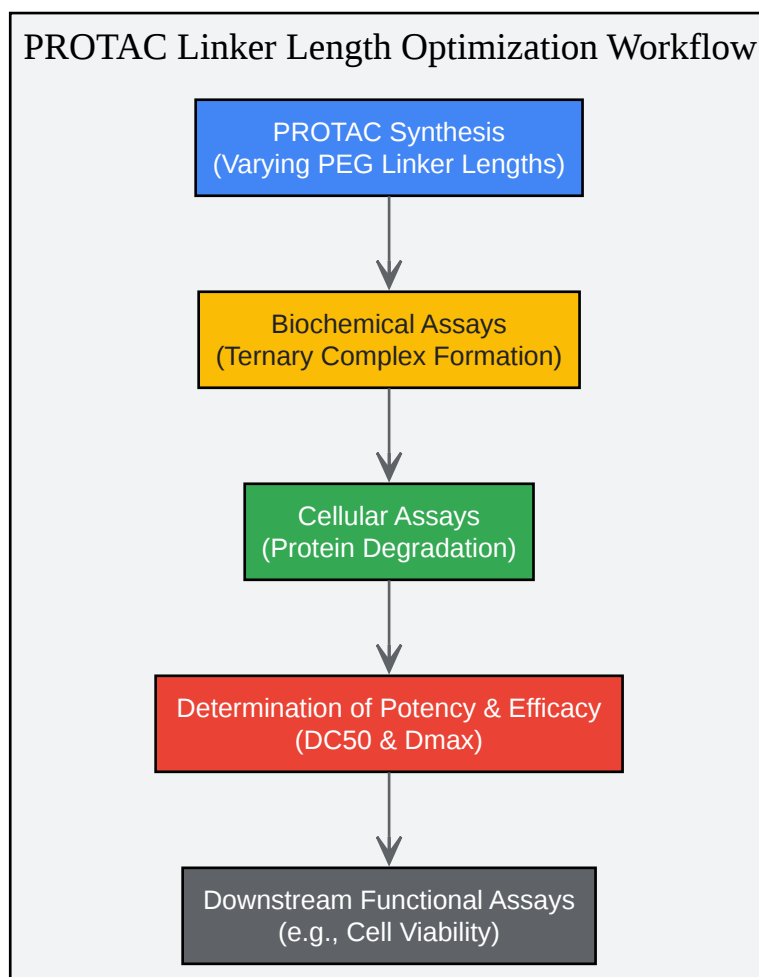 PROTAC Linker Length Optimization Workflow
PROTAC Synthesis
(Varying PEG Linker Lengths)
Biochemical Assays
(Ternary Complex Formation)
Cellular Assays
(Protein Degradation)
Determination of Potency & Efficacy
(DC50 & Dmax)
Downstream Functional Assays
(e.g., Cell Viability)